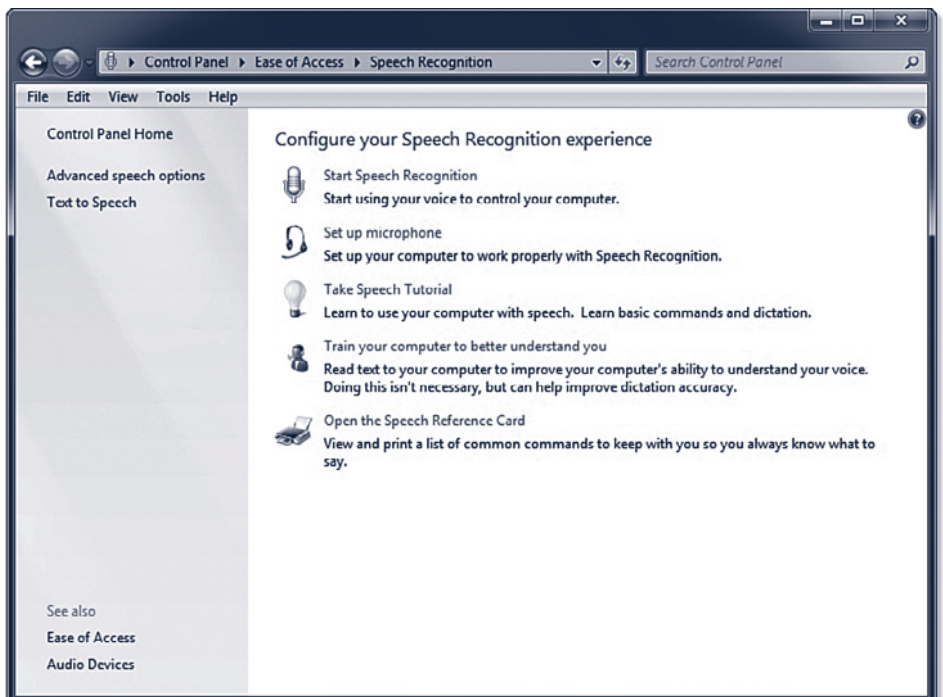 Control Panel ▸ Ease of Access ▸ Speech Recognition
Search Control Panel
File Edit View Tools Help
Control Panel Home
Advanced speech options
Text to Speech
See also
Ease of Access
Audio Devices
Configure your Speech Recognition experience
Start Speech Recognition
Start using your voice to control your computer.
Set up microphone
Set up your computer to work properly with Speech Recognition.
Take Speech Tutorial
Learn to use your computer with speech. Learn basic commands and dictation.
Train your computer to better understand you
Read text to your computer to improve your computer's ability to understand your voice.
Doing this isn't necessary, but can help improve dictation accuracy.
Open the Speech Reference Card
View and print a list of common commands to keep with you so you always know what to
say.